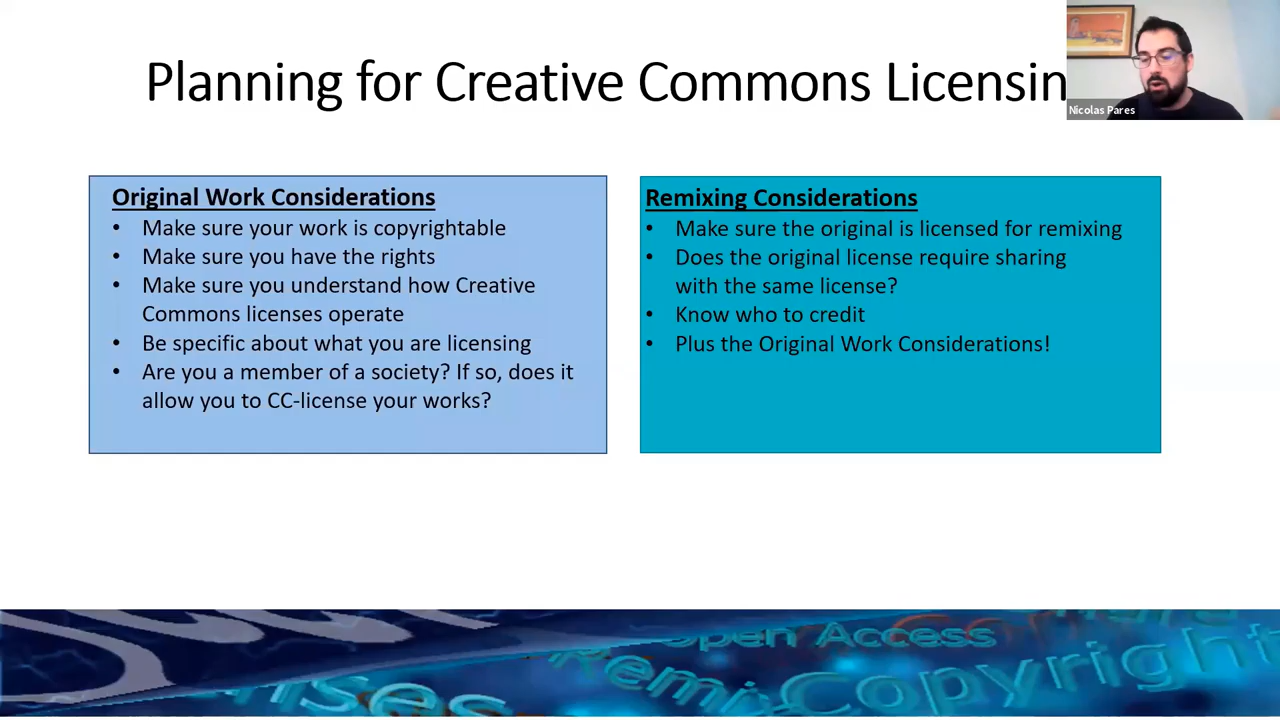 Planning for Creative Commons Licensin
Nicolas Pares
Original Work Considerations
• Make sure your work is copyrightable
• Make sure you have the rights
• Make sure you understand how Creative
Commons licenses operate
• Be specific about what you are licensing
• Are you a member of a society? If so, does it
allow you to CC-license your works?
Remixing Considerations
• Make sure the original is licensed for remixing
• Does the original license require sharing
with the same license?
• Know who to credit
• Plus the Original Work Considerations!
Open Access
Copyright